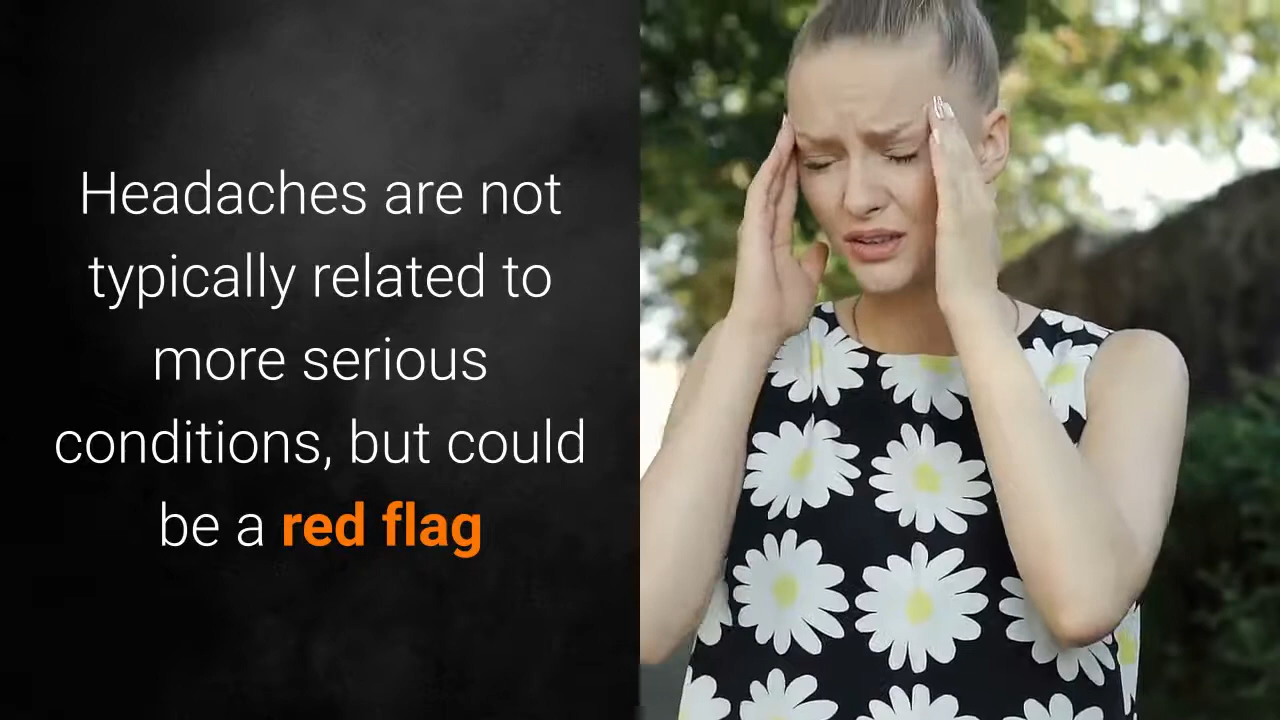 Headaches are not
typically related to
more serious
conditions, but could
be a red flag